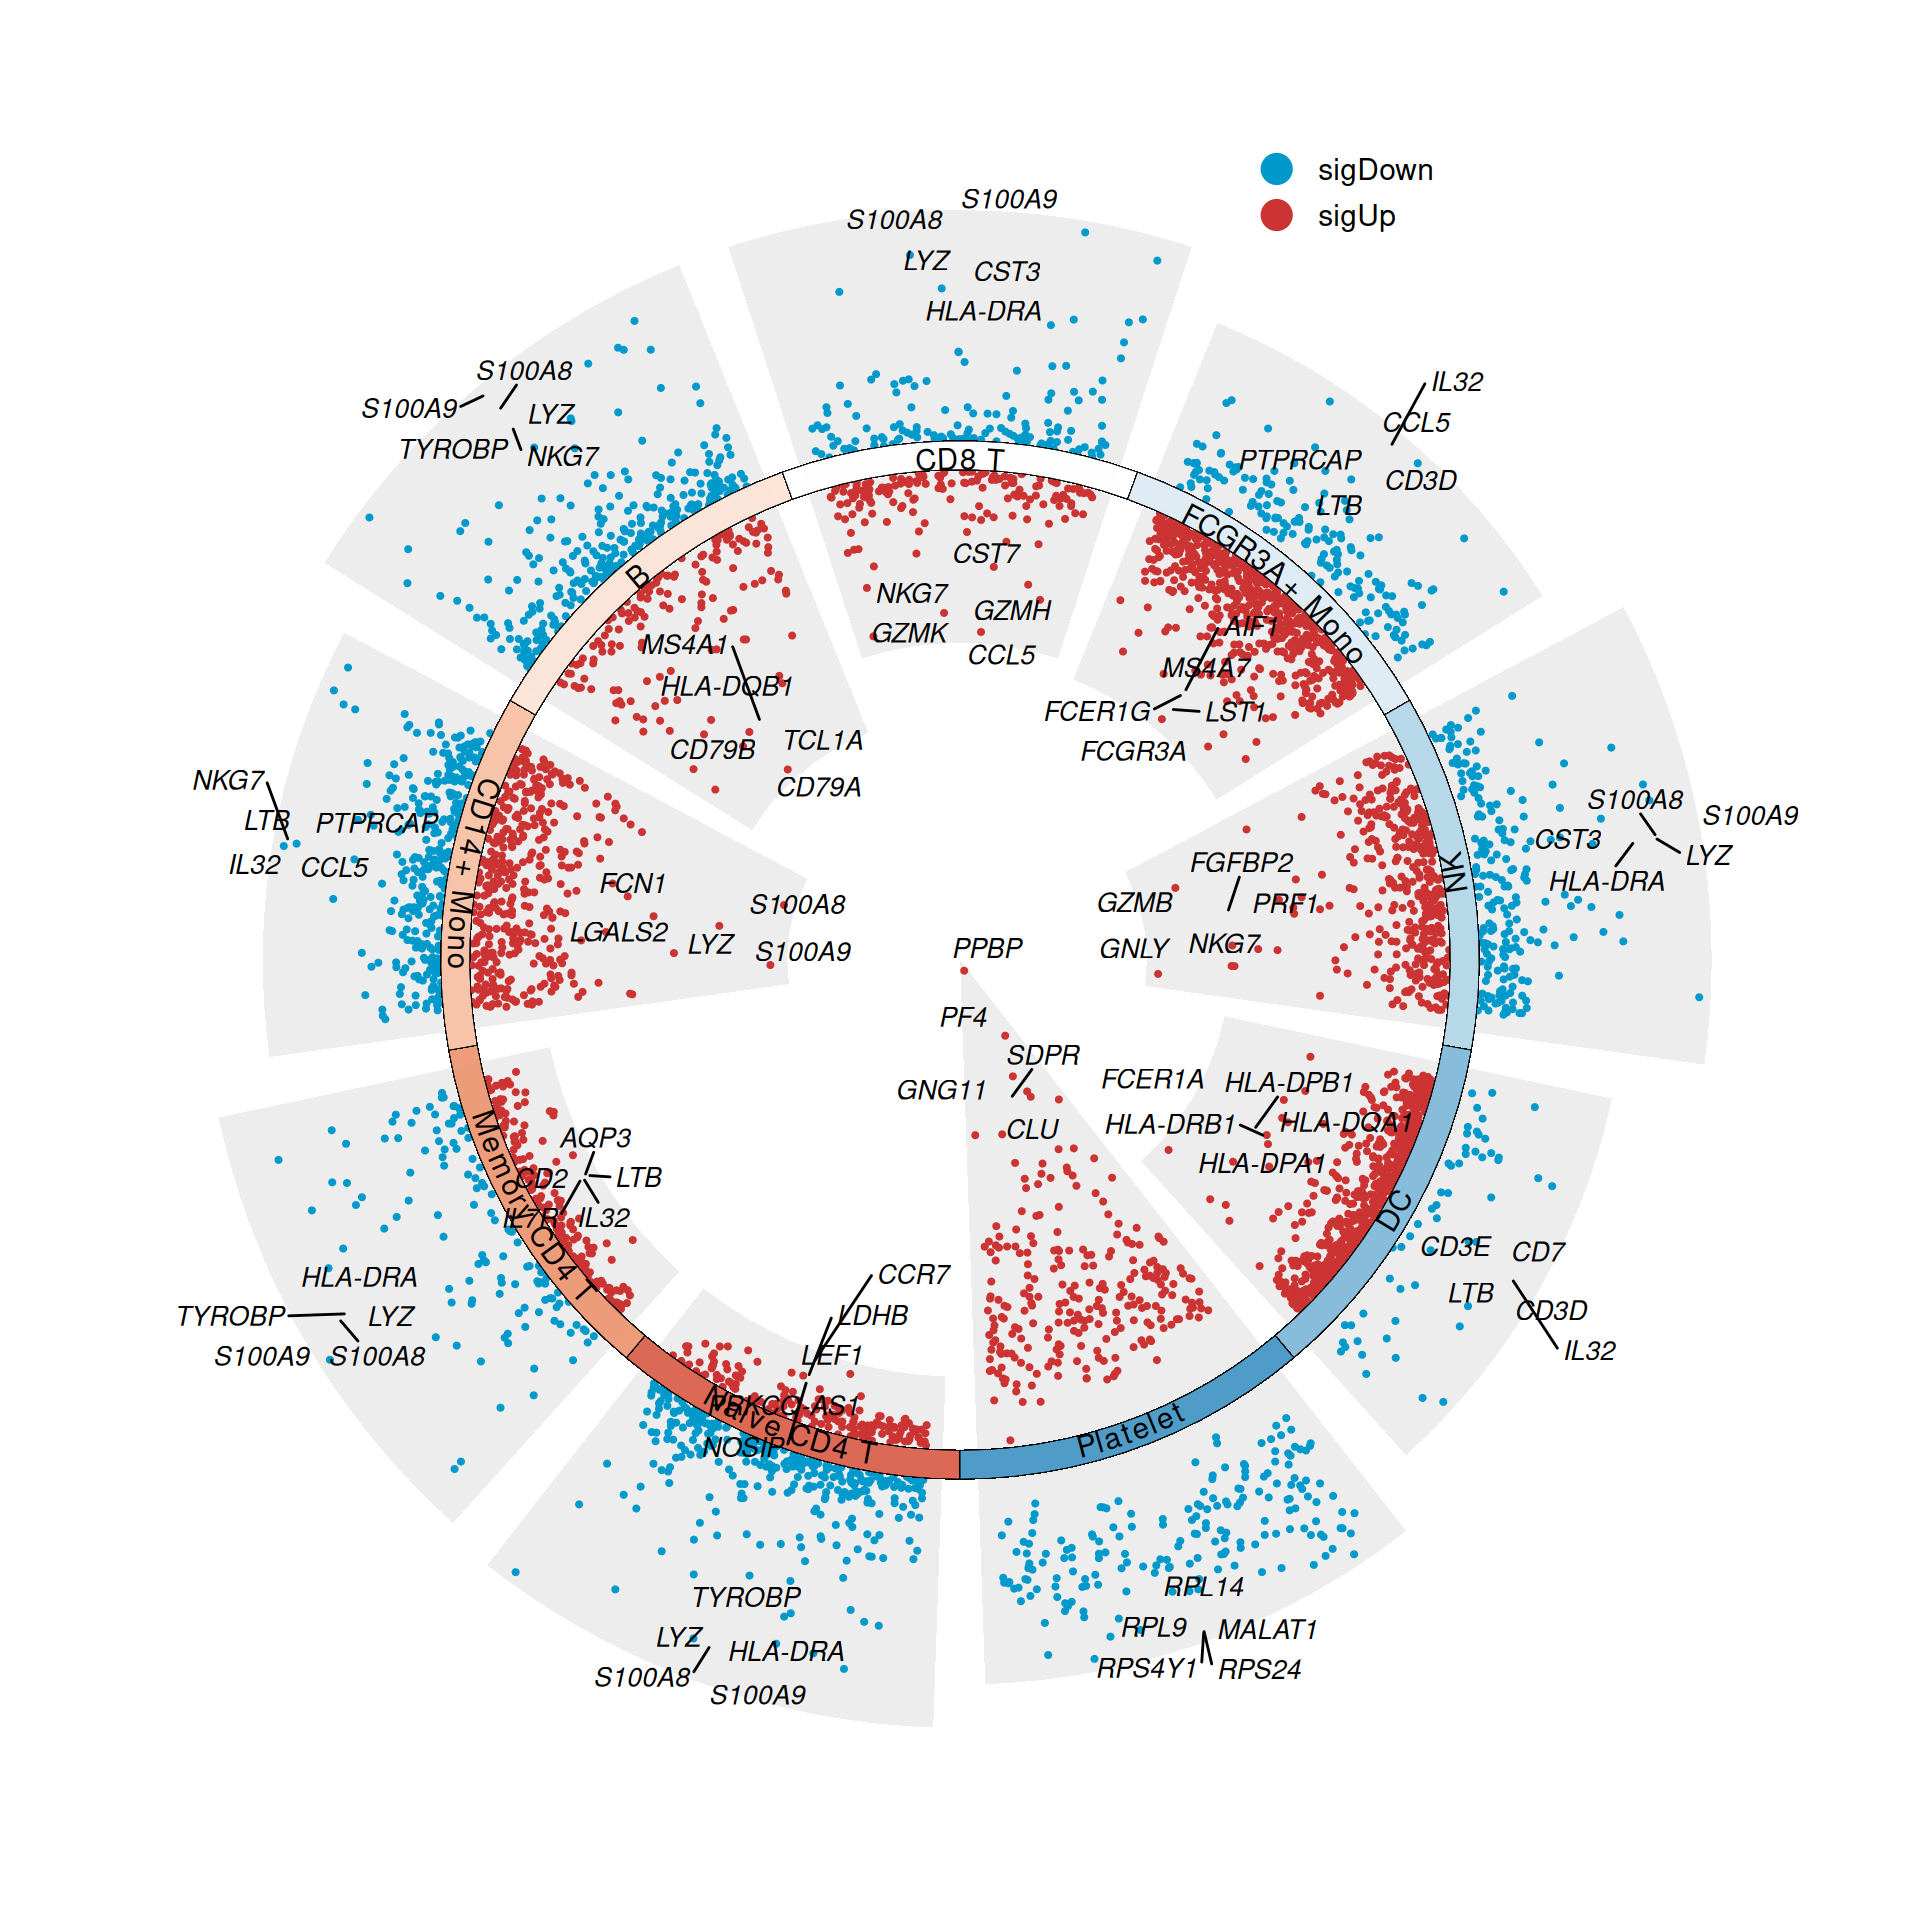 sigDown
sigUp
S100A9
S100A8
LYZ
CST3
HLA-DRA
CD8 T
CST7
NKG7
GZMH
GZMK
CCL5
IL32
CCL5
PTPRCAP
CD3D
LTB
FCGR3A+ Mono
AIF1
MS4A7
FCER1G
LST1
FCGR3A
S100A8
S100A9
CST3
LYZ
HLA-DRA
NK
FGFBP2
GZMB
PRF1
GNLY
NKG7
FCER1A
HLA-DPB1
HLA-DRB1
HLA-DQA1
HLA-DPA1
DC
CD3E
CD7
LTB
CD3D
IL32
PPBP
PF4
SDPR
GNG11
CLU
Platelet
RPL14
RPL9
MALAT1
RPS4Y1
RPS24
CCR7
LDHB
LEF1
PRKCQ-AS1
NOSIP
Naive CD4 T
TYROBP
LYZ
HLA-DRA
S100A8
S100A9
AQP3
CD2
LTB
IL7R
IL32
Memory CD4 T
HLA-DRA
TYROBP
LYZ
S100A9
S100A8
NKG7
LTB
PTPRCAP
IL32
CCL5
CD14+ Mono
FCN1
S100A8
LGALS2
LYZ
S100A9
S100A8
S100A9
LYZ
TYROBP
NKG7
B
MS4A1
HLA-DQB1
CD79B
TCL1A
CD79A